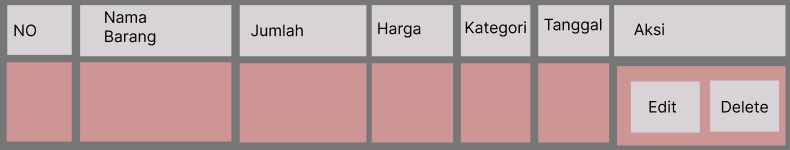 NO
Nama
Barang
Jumlah
Harga
Kategori
Tanggal
Aksi
Edit
Delete